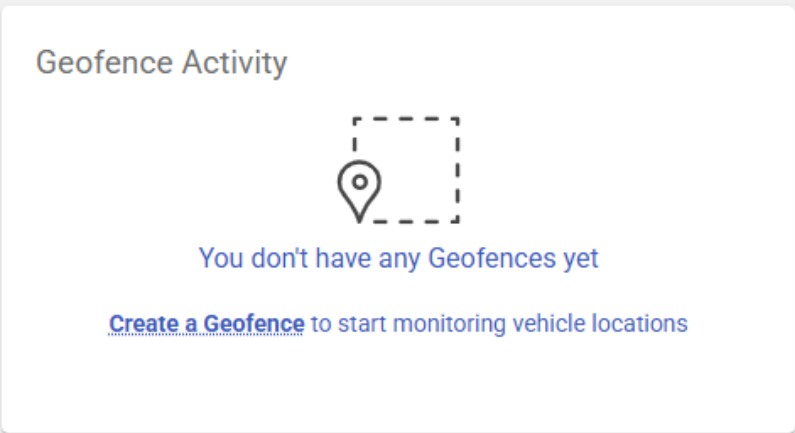 Geofence Activity
You don't have any Geofences yet
Create a Geofence to start monitoring vehicle locations